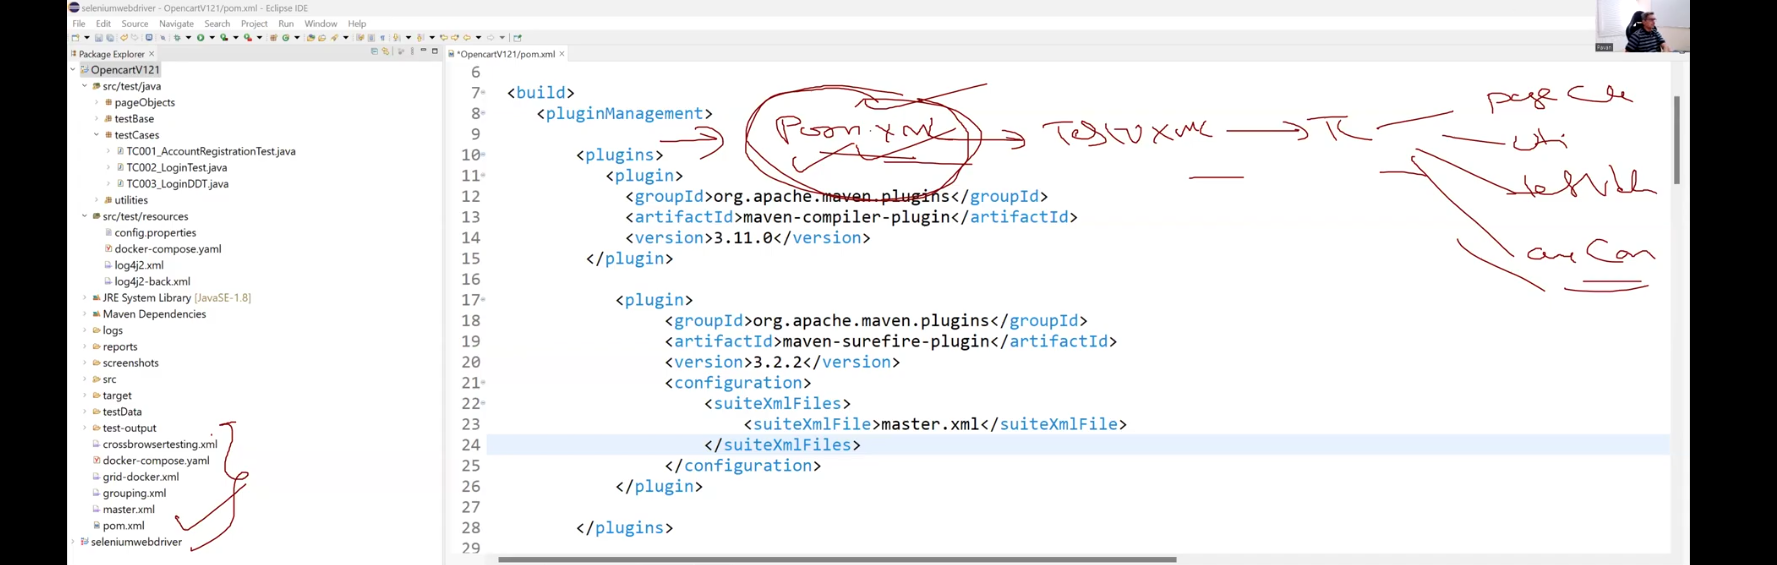 seleniumwebdriver - OpencartV121/pom.xml - Eclipse IDE
File Edit Source Navigate Search Project Run Window Help
Package Explorer
OpencartV121
src/test/java
pageObjects
testBase
testCases
TC001_AccountRegistrationTest.java
TC002_LoginTest.java
TC003_LoginDDT.java
utilities
src/test/resources
config.properties
docker-compose.yaml
log4j2.xml
log4j2-back.xml
JRE System Library [JavaSE-1.8]
Maven Dependencies
logs
reports
screenshots
src
target
testData
test-output
crossbrowsertesting.xml
docker-compose.yaml
grid-docker.xml
grouping.xml
master.xml
pom.xml
seleniumwebdriver
*OpencartV121/pom.xml
6
7 <build>
8 <pluginManagement>
9
10 <plugins>
11 <plugin>
12 <groupId>org.apache.maven.plugins</groupId>
13 <artifactId>maven-compiler-plugin</artifactId>
14 <version>3.11.0</version>
15 </plugin>
16
17 <plugin>
18 <groupId>org.apache.maven.plugins</groupId>
19 <artifactId>maven-surefire-plugin</artifactId>
20 <version>3.2.2</version>
21 <configuration>
22 <suiteXmlFiles>
23 <suiteXmlFile>master.xml</suiteXmlFile>
24 </suiteXmlFiles>
25 </configuration>
26 </plugin>
27
28 </plugins>
29
Pom.xml
TC
page
Uti
Pavan